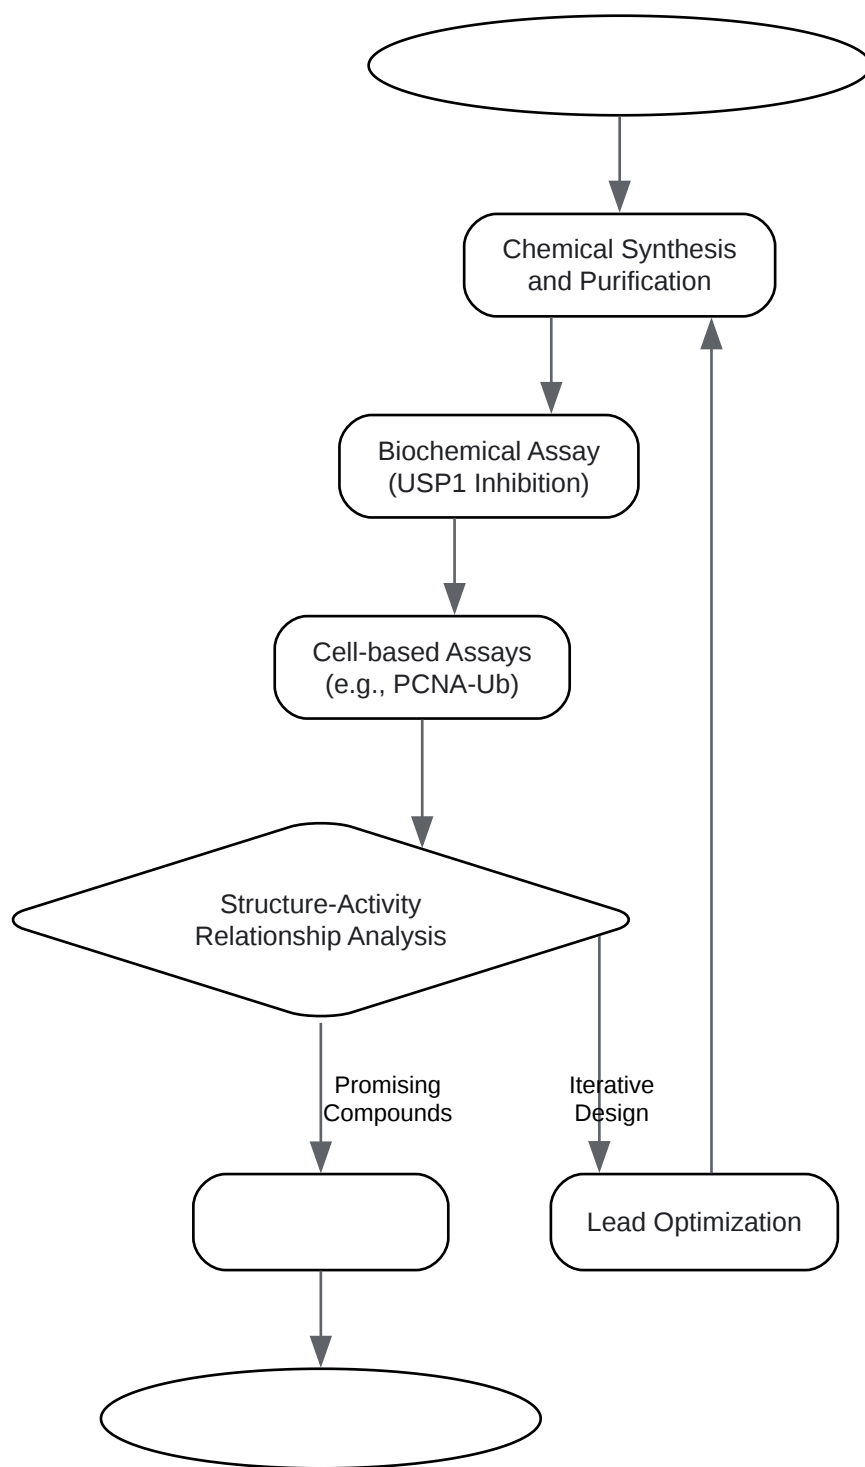 Chemical Synthesis
and Purification
Biochemical Assay
(USP1 Inhibition)
Cell-based Assays
(e.g., PCNA-Ub)
Structure-Activity
Relationship Analysis
Promising
Compounds
Iterative
Design
Lead Optimization